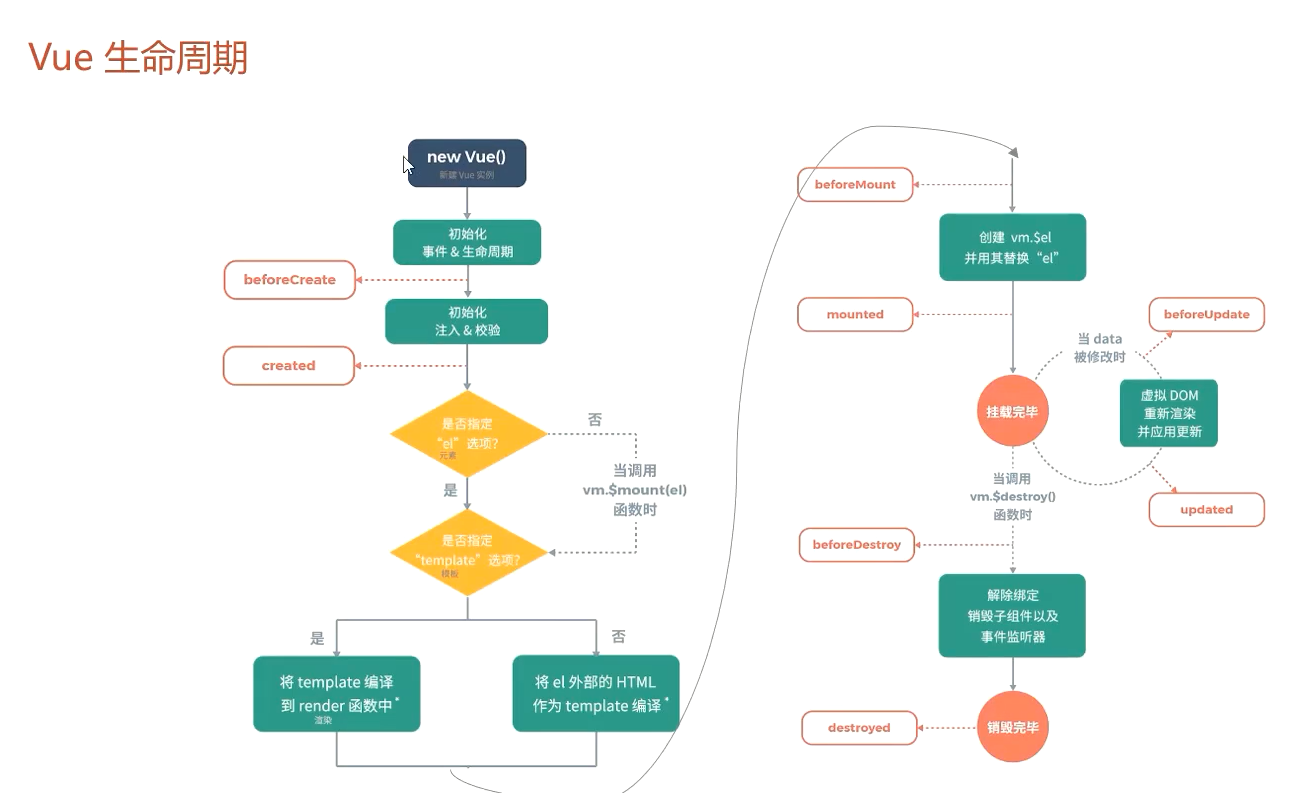 Vue 生命周期
new Vue()
新建 Vue 实例
初始化
事件 & 生命周期
beforeCreate
初始化
注入 & 校验
created
是否指定
“el” 选项?
元素
否
当调用
vm.$mount(el)
函数时
是
是否指定
“template” 选项?
模板
是
否
将 template 编译
到 render 函数中*
渲染
将 el 外部的 HTML
作为 template 编译*
beforeMount
创建 vm.$el
并用其替换 “el”
mounted
beforeUpdate
当 data
被修改时
挂载完毕
虚拟 DOM
重新渲染
并应用更新
当调用
vm.$destroy()
函数时
updated
beforeDestroy
解除绑定
销毁子组件以及
事件监听器
destroyed
销毁完毕